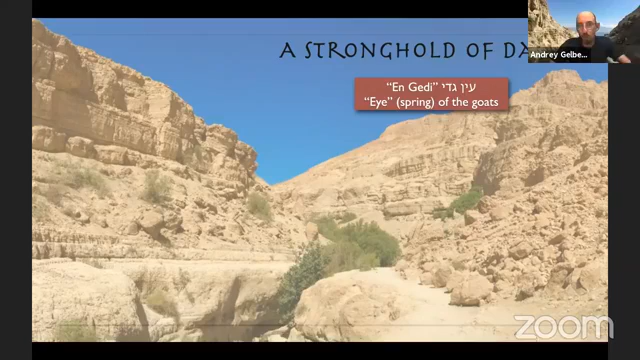 A STRONGHOLD OF DA
Andrey Gelbe...
“En Gedi” עין גדי
“Eye” (spring) of the goats
zoom